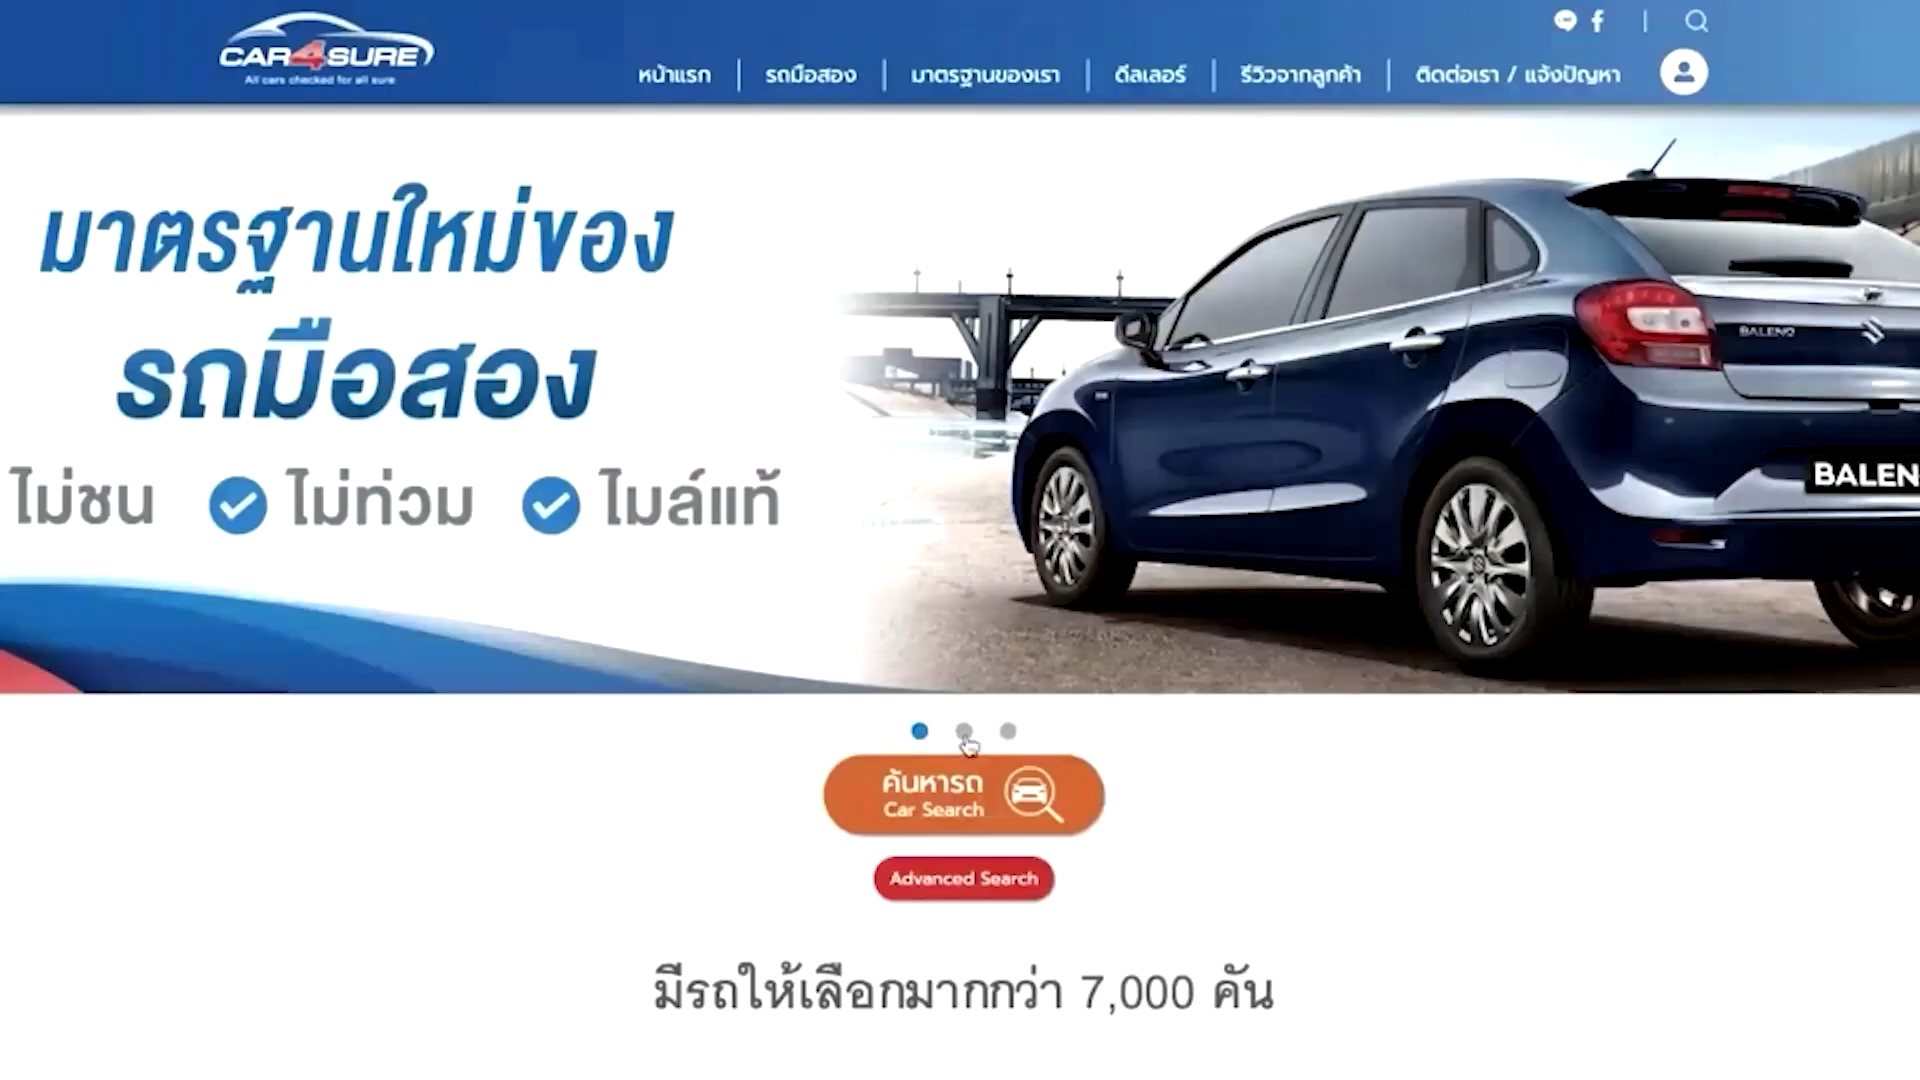 CAR4SURE
All cars checked for all sure
หน้าแรก | รถมือสอง | มาตรฐานของเรา | ดีลเลอร์ | รีวิวจากลูกค้า | ติดต่อเรา / แจ้งปัญหา
มาตรฐานใหม่ของ
รถมือสอง
ไม่ชน ไม่ท่วม ไมล์แท้
BALENO
BALEN
ค้นหารถ
Car Search
Advanced Search
มีรถให้เลือกมากกว่า 7,000 คัน